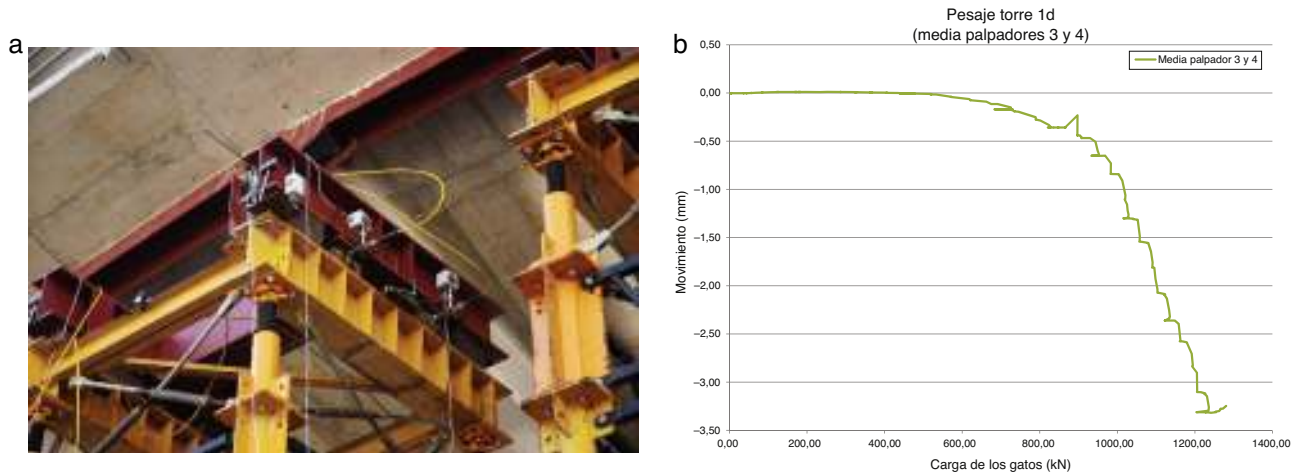 a
b
Pesaje torre 1d
(media palpadores 3 y 4)
Media palpador 3 y 4
0,50
0,00
–0,50
–1,00
–1,50
–2,00
–2,50
–3,00
–3,50
Movimiento (mm)
0,00 200,00 400,00 600,00 800,00 1000,00 1200,00 1400,00
Carga de los gatos (kN)